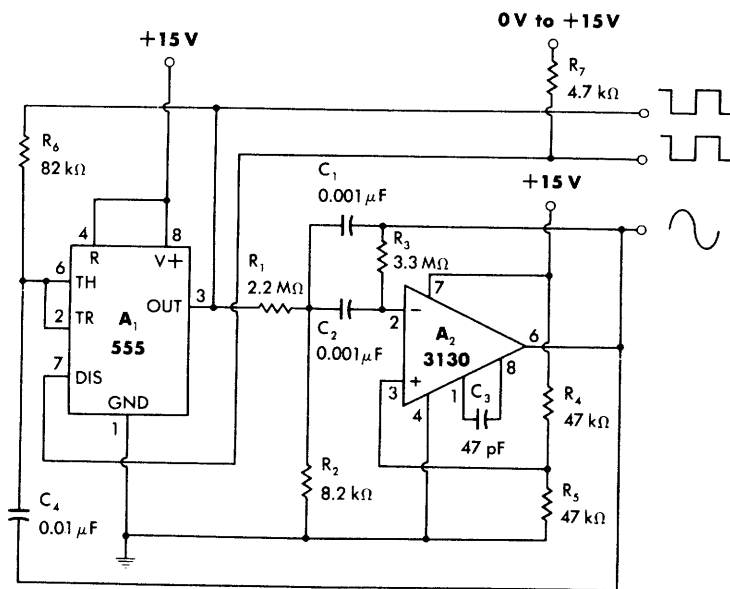 0V to +15V
+15V
R7
4.7 kΩ
R6
82 kΩ
C1
0.001 µF
+15V
4
8
R
V+
R1
2.2 MΩ
R3
3.3 MΩ
6
TH
OUT
3
7
2
TR
A1
555
C2
0.001 µF
2
−
A2
3130
6
7
DIS
3
+
8
GND
1
4
1
C3
47 pF
R4
47 kΩ
R2
8.2 kΩ
R5
47 kΩ
C4
0.01 µF